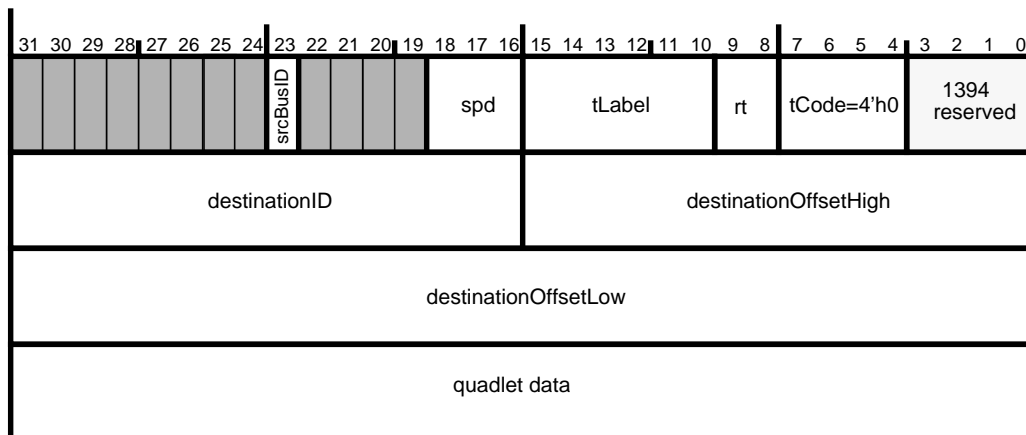 31 30 29 28 27 26 25 24 23 22 21 20 19 18 17 16 15 14 13 12 11 10 9 8 7 6 5 4 3 2 1 0
srcBusID spd tLabel rt tCode=4'h0 1394
reserved
destinationID destinationOffsetHigh
destinationOffsetLow
quadlet data